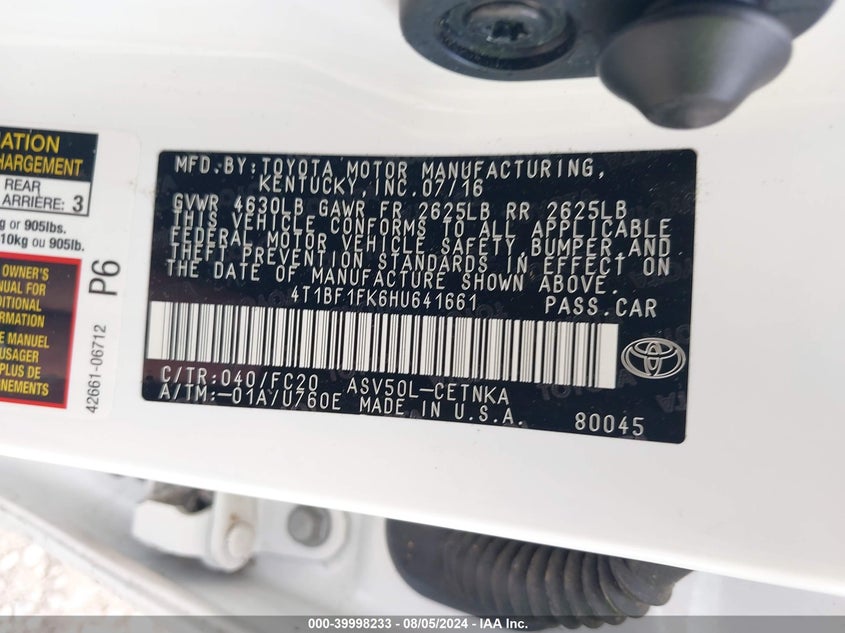 ATION
HARGEMENT
REAR
ARRIÈRE: 3
g or 905lbs.
10kg ou 905lb.
OWNER'S
NUAL FOR
DITIONAL
ORMATION
E MANUEL
USAGER
PLUS DE
NEMENTS
P6
42661-06712
MFD.BY:TOYOTA MOTOR MANUFACTURING,
KENTUCKY,INC.07/16
GVWR 4630LB GAWR FR 2625LB RR 2625LB
THIS VEHICLE CONFORMS TO ALL APPLICABLE
FEDERAL MOTOR VEHICLE SAFETY BUMPER AND
THEFT PREVENTION STANDARDS IN EFFECT ON
THE DATE OF MANUFACTURE SHOWN ABOVE.
4T1BF1FK6HU641661 PASS.CAR
C/TR:040/FC20 ASV50L-CETNKA
A/TM:-01A/U760E MADE IN U.S.A. 80045
000-39998233 - 08/05/2024 - IAA Inc.